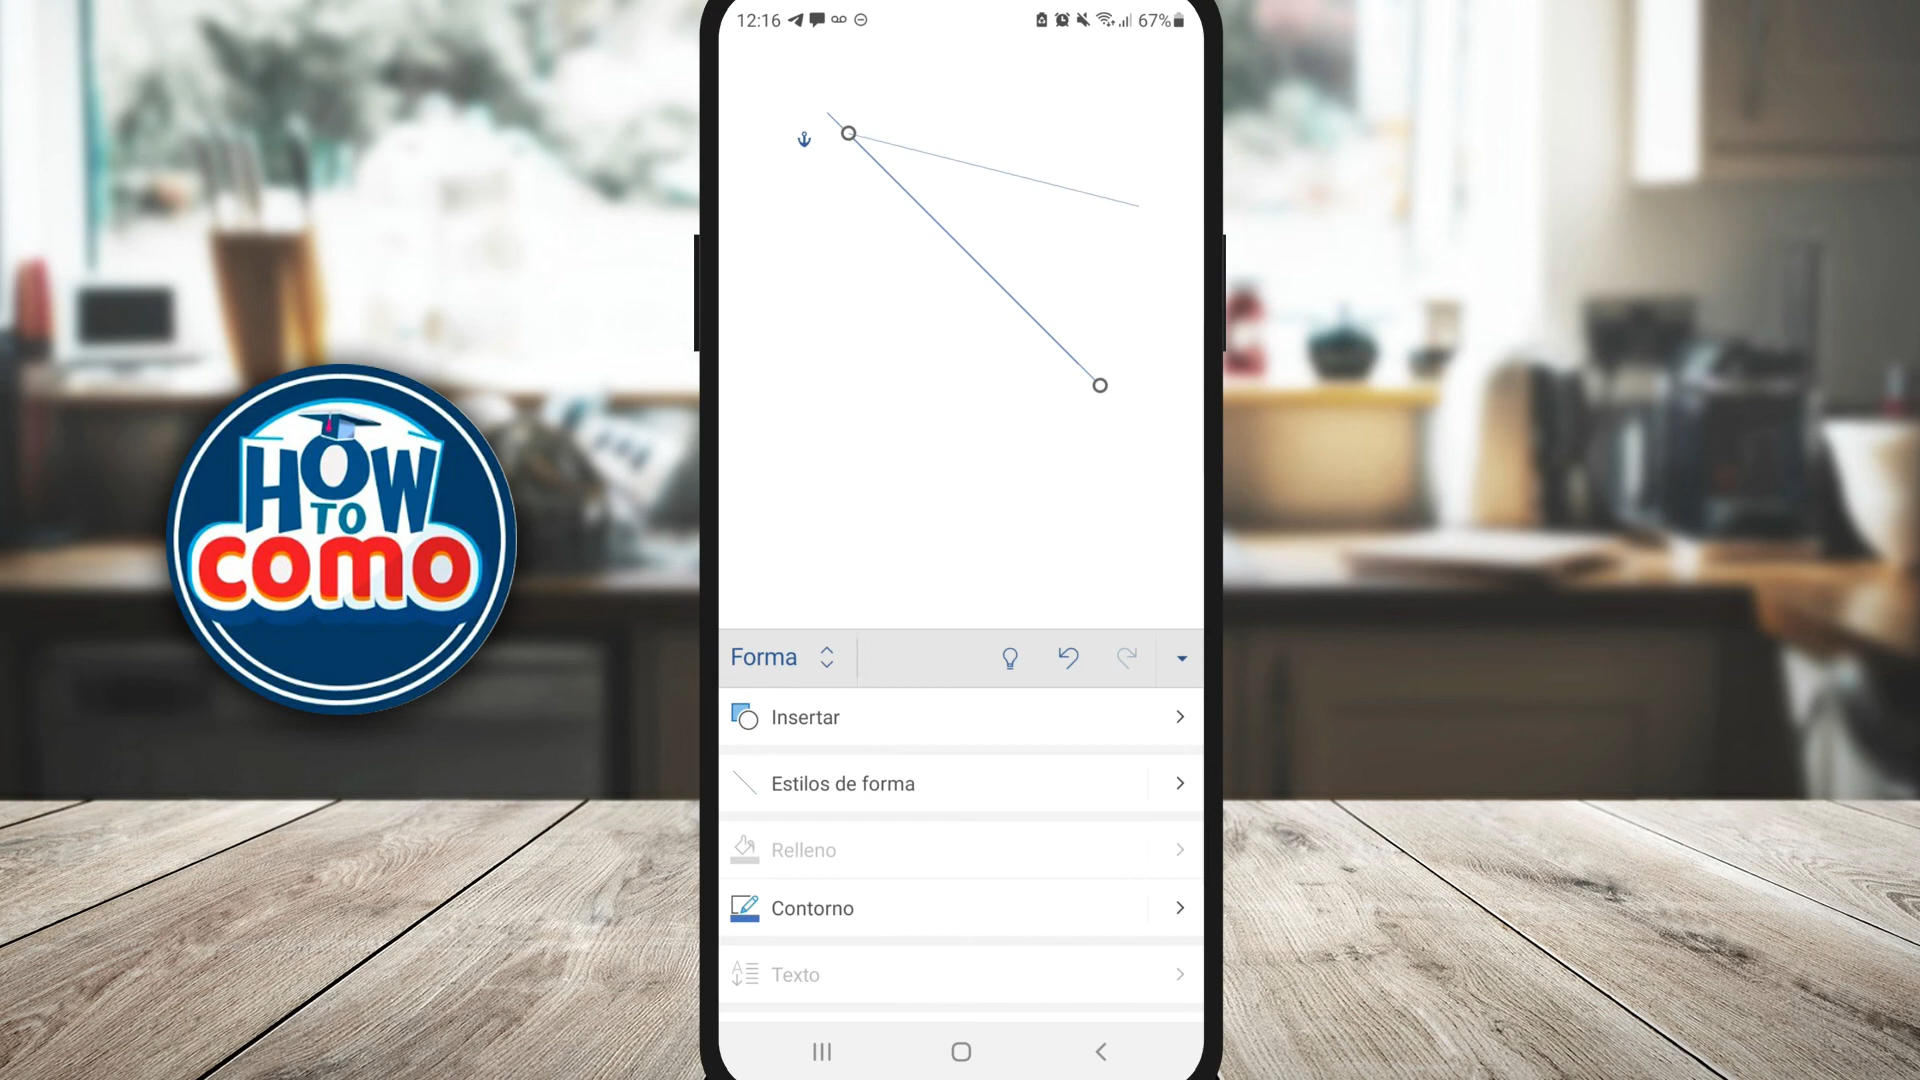 12:16
67%
HOW
TO
COMO
Forma
Insertar
Estilos de forma
Relleno
Contorno
Texto